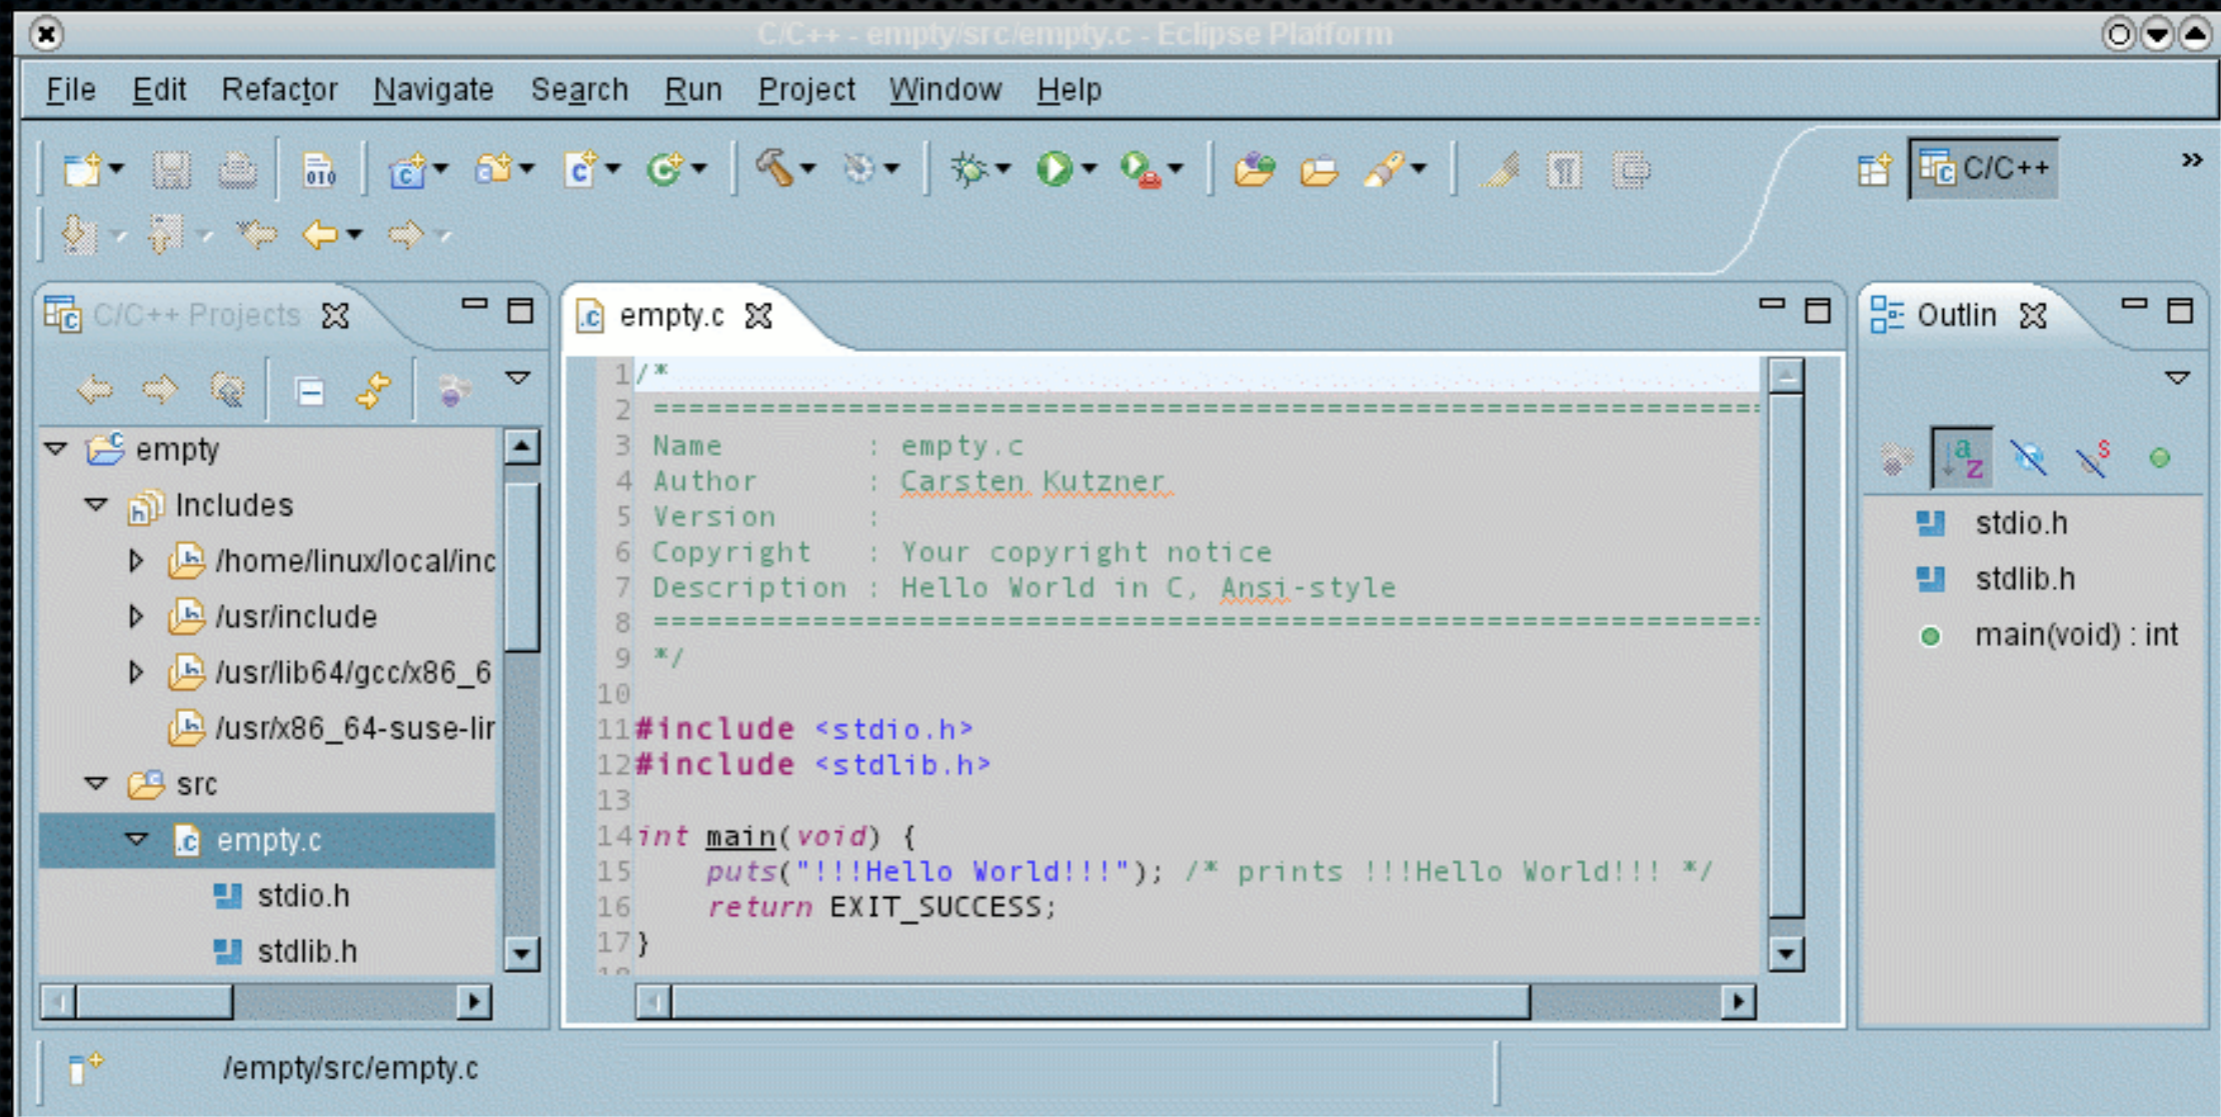 C/C++ - empty/src/empty.c - Eclipse Platform
File Edit Refactor Navigate Search Run Project Window Help
010
C/C++
»
C/C++ Projects
empty
Includes
/home/linux/local/inc
/usr/include
/usr/lib64/gcc/x86_6
/usr/x86_64-suse-lin
src
empty.c
stdio.h
stdlib.h
empty.c
1 /*
2 ===============================================================
3 Name        : empty.c
4 Author      : Carsten Kutzner
5 Version     :
6 Copyright   : Your copyright notice
7 Description : Hello World in C, Ansi-style
8 ===============================================================
9 */
10
11 #include <stdio.h>
12 #include <stdlib.h>
13
14 int main(void) {
15     puts("!!!Hello World!!!"); /* prints !!!Hello World!!! */
16     return EXIT_SUCCESS;
17 }
Outlin
stdio.h
stdlib.h
main(void) : int
/empty/src/empty.c